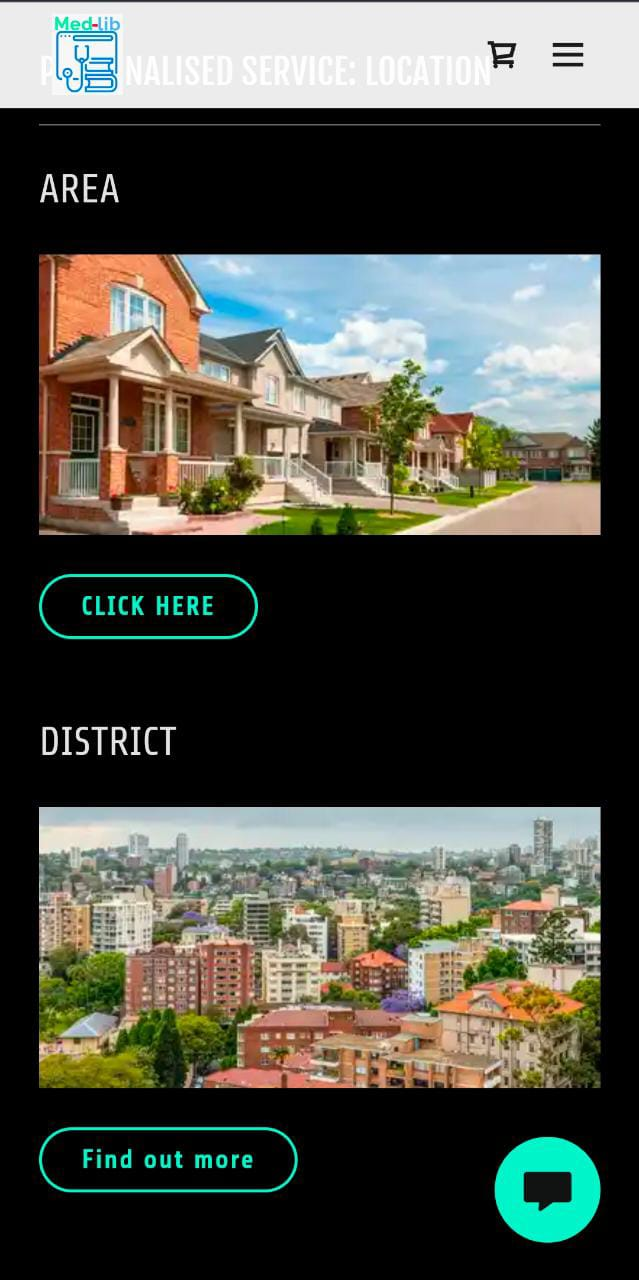 Med-lib
NALISED SERVICE: LOCATION
AREA
CLICK HERE
DISTRICT
Find out more